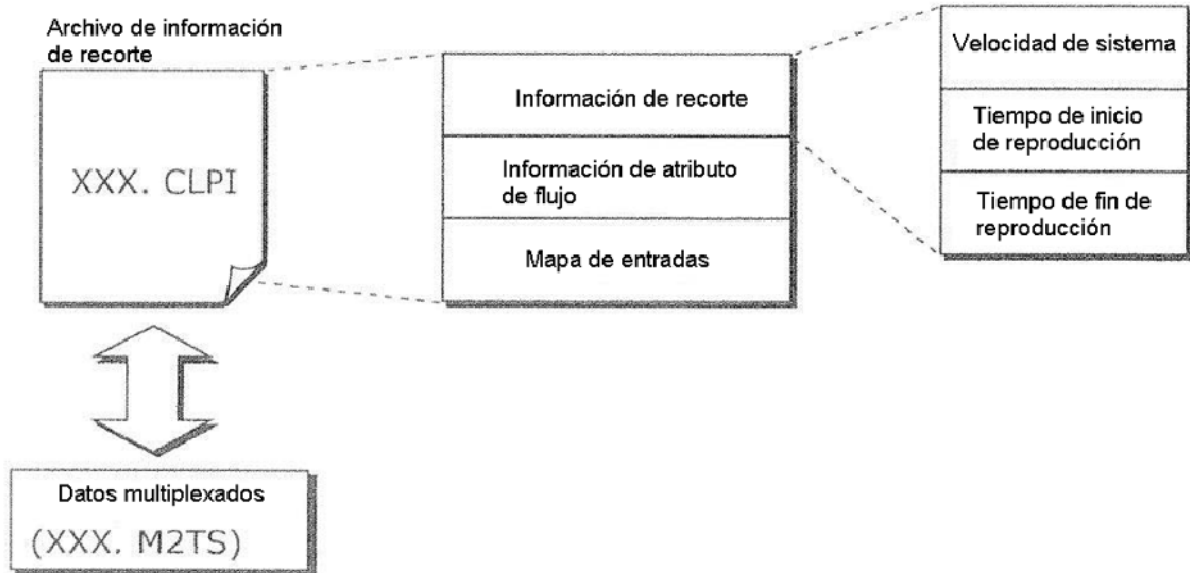 Archivo de información
de recorte
XXX. CLPI
Datos multiplexados
(XXX. M2TS)
Información de recorte
Información de atributo
de flujo
Mapa de entradas
Velocidad de sistema
Tiempo de inicio
de reproducción
Tiempo de fin de
reproducción